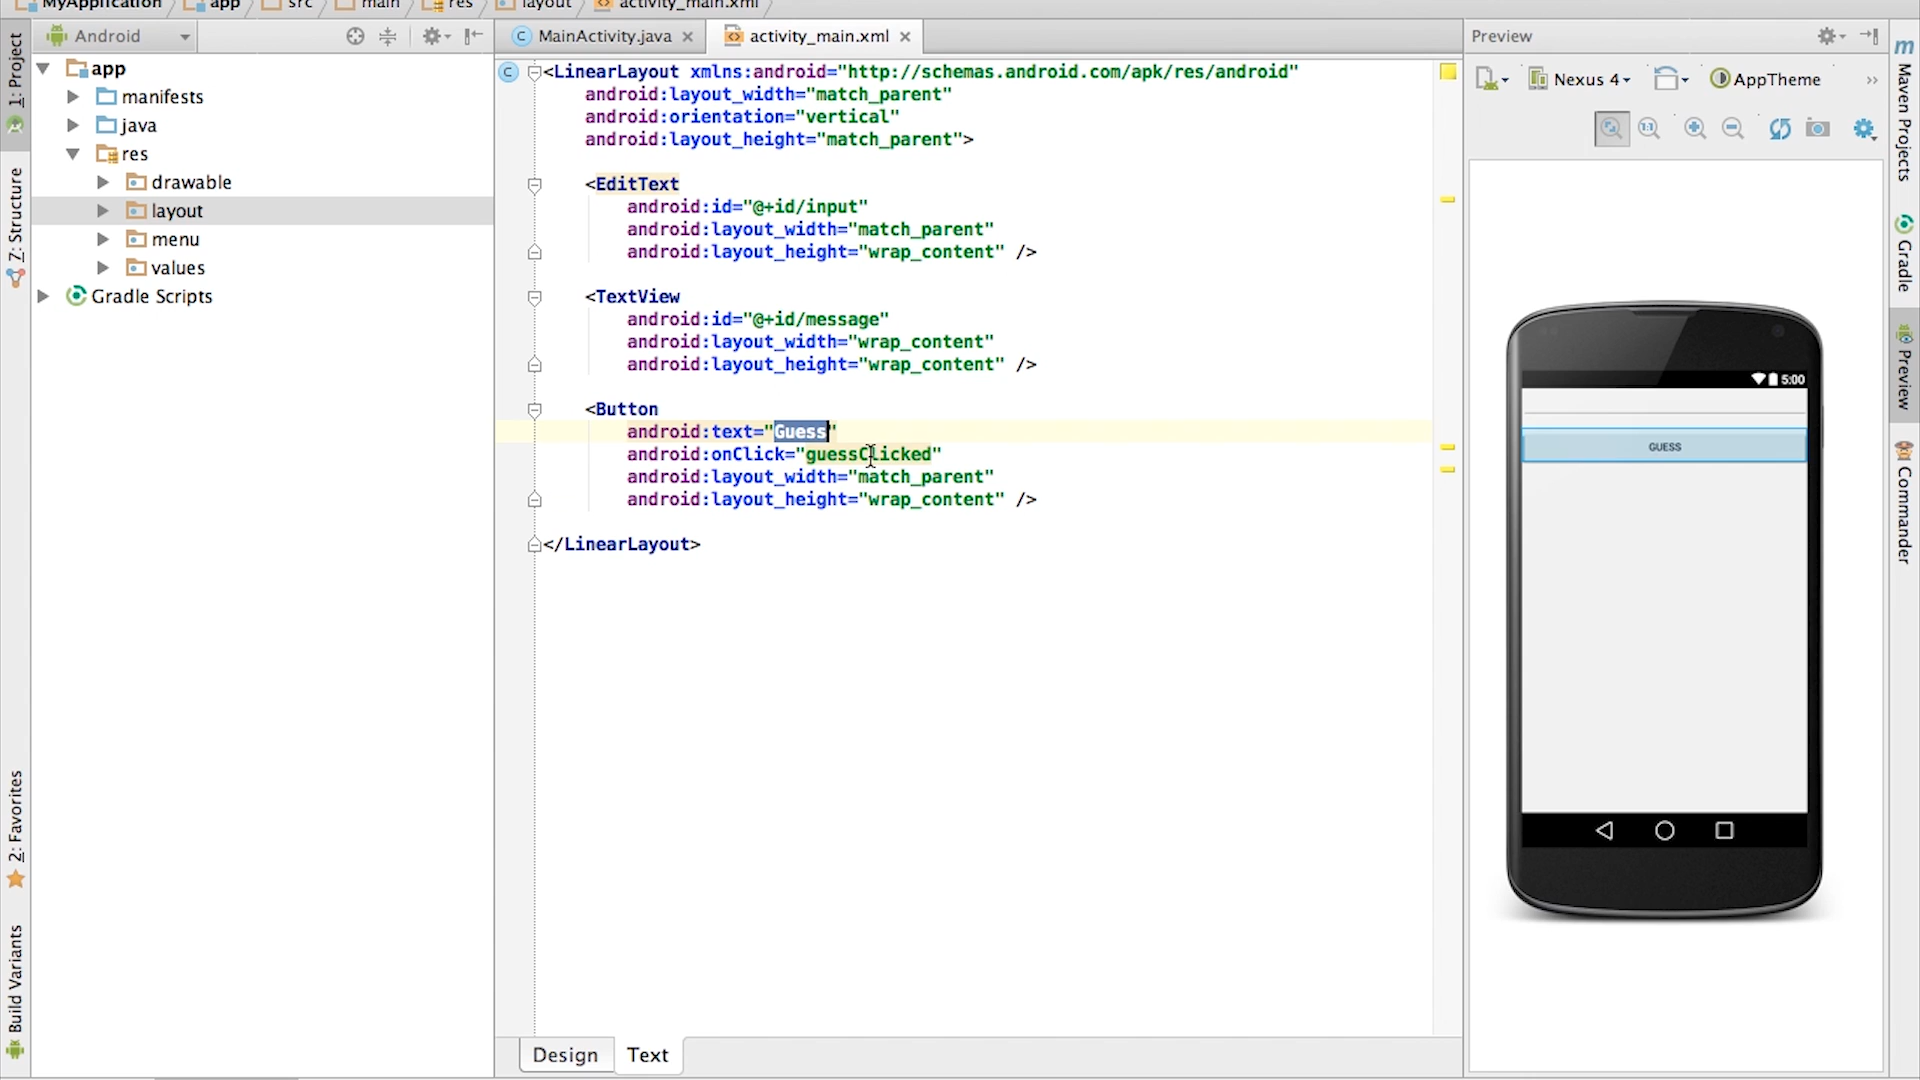 MyApplication app src main res layout activity_main.xml
Android
MainActivity.java activity_main.xml
Preview
1: Project
Z: Structure
2: Favorites
Build Variants
app
manifests
java
res
drawable
layout
menu
values
Gradle Scripts
<LinearLayout xmlns:android="http://schemas.android.com/apk/res/android"
android:layout_width="match_parent"
android:orientation="vertical"
android:layout_height="match_parent">
<EditText
android:id="@+id/input"
android:layout_width="match_parent"
android:layout_height="wrap_content" />
<TextView
android:id="@+id/message"
android:layout_width="wrap_content"
android:layout_height="wrap_content" />
<Button
android:text="Guess"
android:onClick="guessClicked"
android:layout_width="match_parent"
android:layout_height="wrap_content" />
</LinearLayout>
Design Text
Nexus 4 AppTheme »
1:1
5:00
GUESS
m Maven Projects
Gradle
Preview
Commander